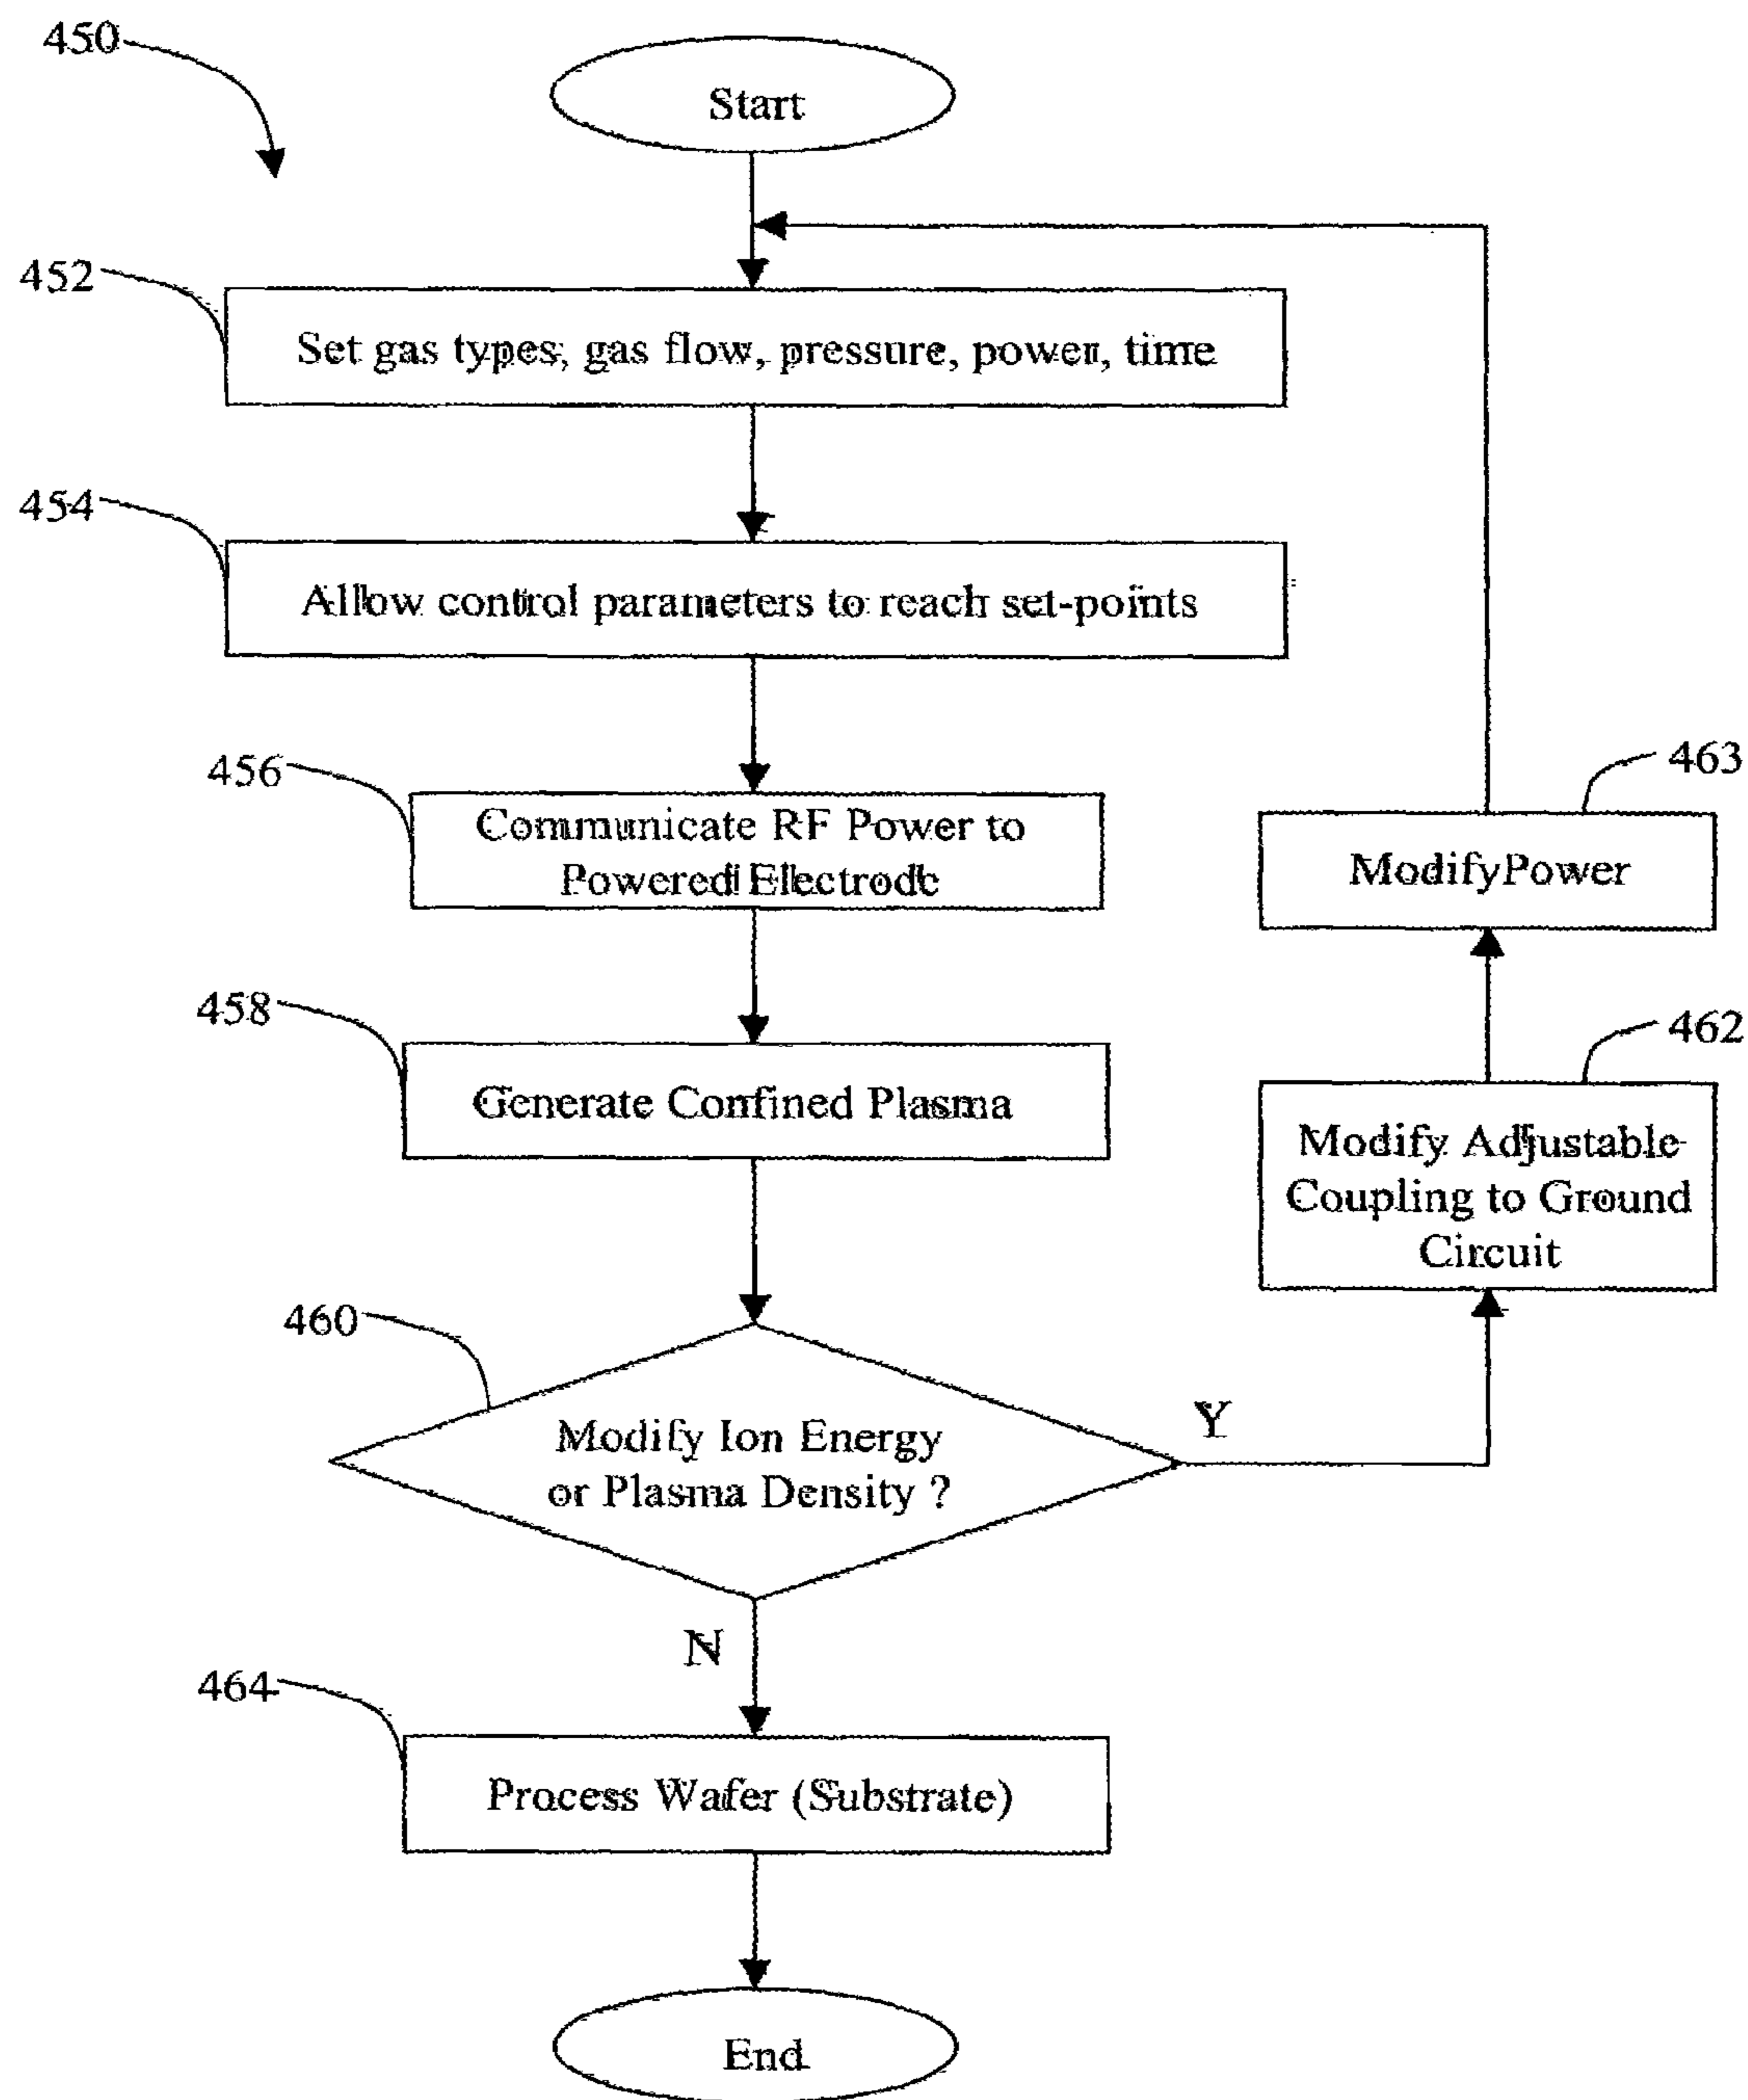 450
Start
452
Set gas types, gas flow, pressure, power, time
454
Allow control parameters to reach set-points
456
Communicate RF Power to
Powered Electrode
463
ModifyPower
458
Generate Confined Plasma
462
Modify Adjustable
Coupling to Ground
Circuit
460
Modify Ion Energy
or Plasma Density ?
Y
N
464
Process Wafer (Substrate)
End